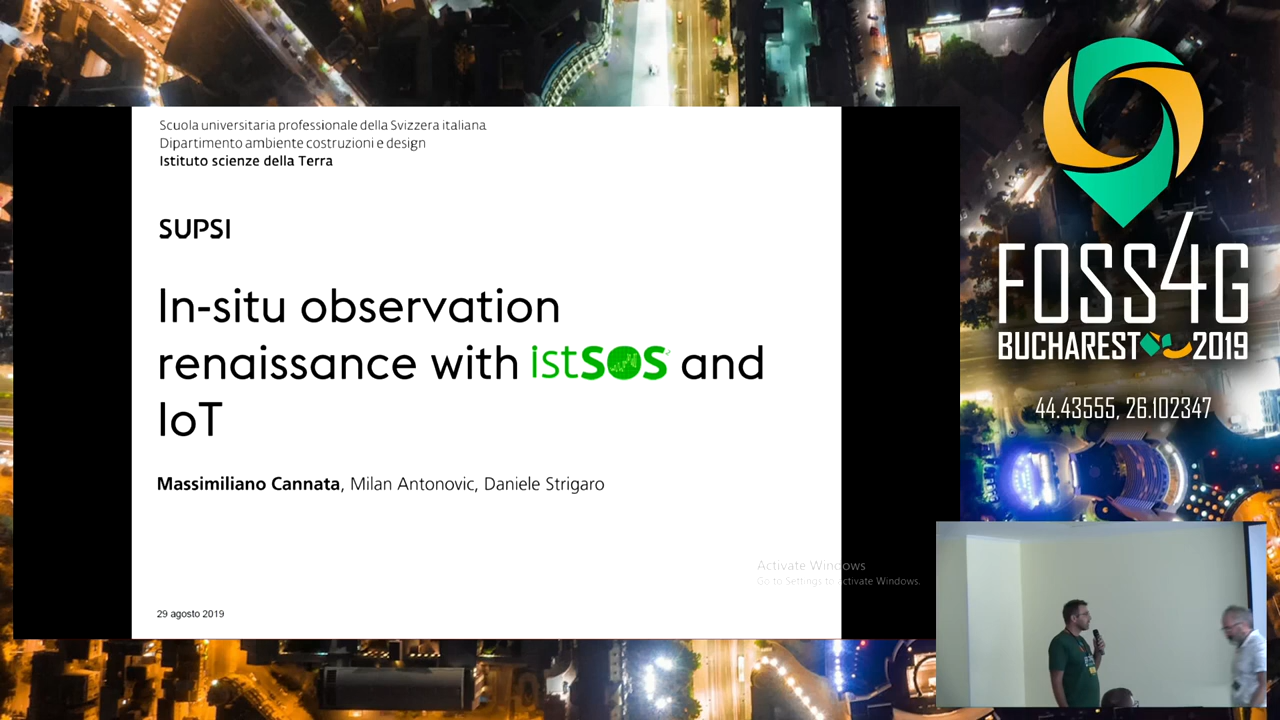 Scuola universitaria professionale della Svizzera italiana
Dipartimento ambiente costruzioni e design
Istituto scienze della Terra
SUPSI
In-situ observation
renaissance with istSOS and
IoT
Massimiliano Cannata, Milan Antonovic, Daniele Strigaro
29 agosto 2019
Activate Windows
Go to Settings to activate Windows.
FOSS4G
BUCHAREST 2019
44.43555, 26.102347